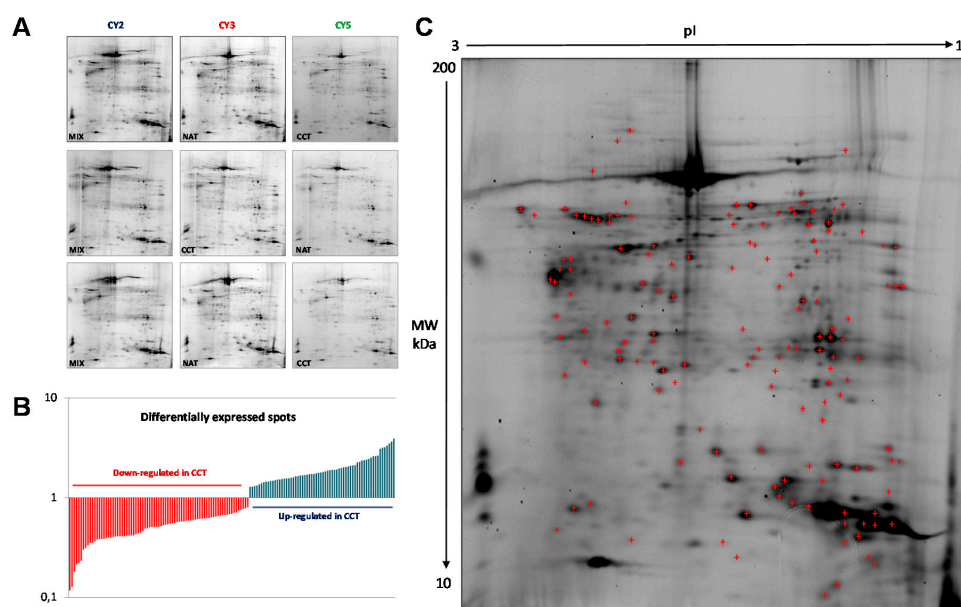 A
CY2 CY3 CY5
MIX NAT CCT
MIX CCT NAT
MIX NAT CCT
B
10
Differentially expressed spots
Down-regulated in CCT
1
Up-regulated in CCT
0,1
C
3 pI 1
200
MW
kDa
10